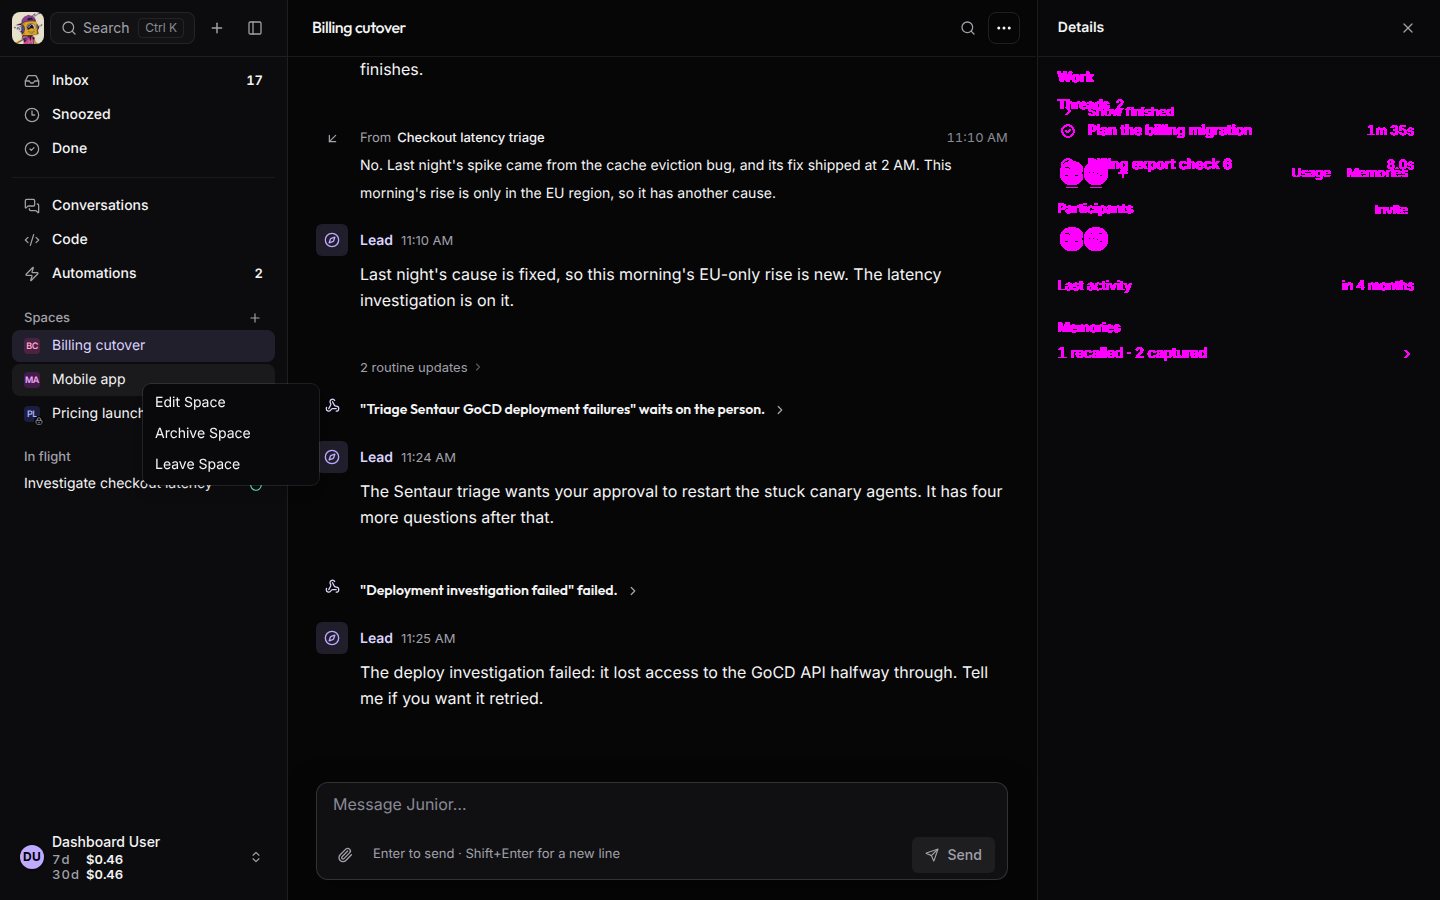 Search Ctrl K
Inbox 17
Snoozed
Done
Conversations
Code
Automations 2
Spaces
BC Billing cutover
MA Mobile app
PL Pricing launch
Edit Space
Archive Space
Leave Space
In flight
Investigate checkout latency
DU Dashboard User
7d $0.46
30d $0.46
Billing cutover
finishes.
From Checkout latency triage 11:10 AM
No. Last night's spike came from the cache eviction bug, and its fix shipped at 2 AM. This
morning's rise is only in the EU region, so it has another cause.
Lead 11:10 AM
Last night's cause is fixed, so this morning's EU-only rise is new. The latency
investigation is on it.
2 routine updates
"Triage Sentaur GoCD deployment failures" waits on the person.
Lead 11:24 AM
The Sentaur triage wants your approval to restart the stuck canary agents. It has four
more questions after that.
"Deployment investigation failed" failed.
Lead 11:25 AM
The deploy investigation failed: it lost access to the GoCD API halfway through. Tell
me if you want it retried.
Message Junior...
Enter to send · Shift+Enter for a new line
Send
Details
Work
Threads 2
Show finished
Plan the billing migration 1m 35s
Billing export check 6 8.0s
Usage Memories
Participants Invite
Last activity in 4 months
Memories
1 recalled · 2 captured